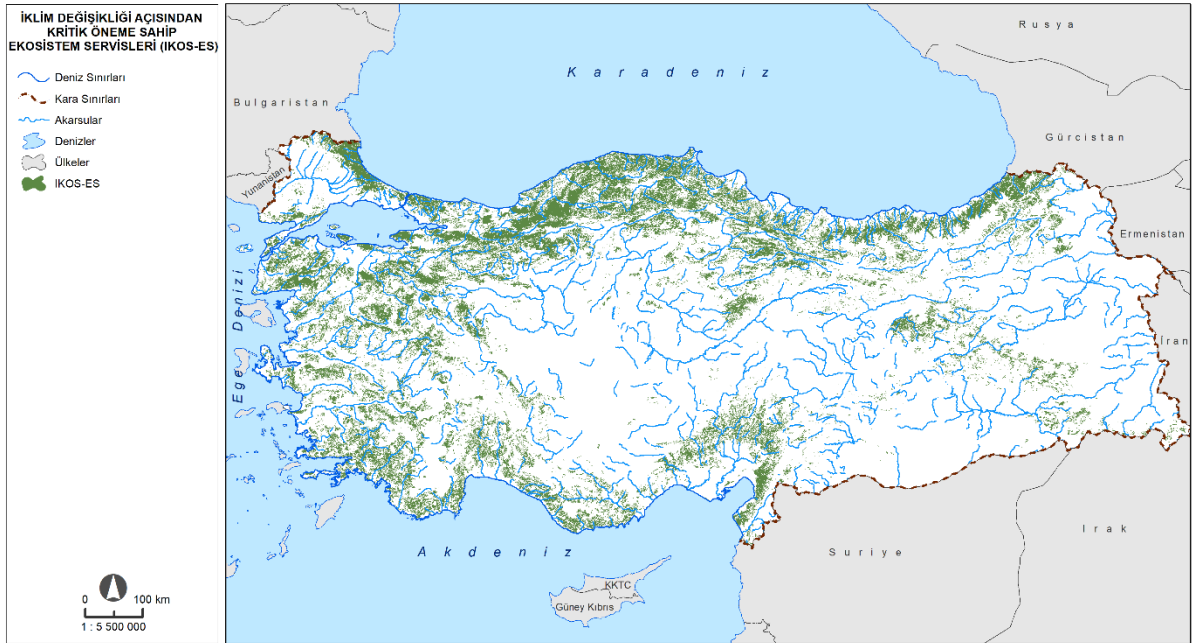 İKLİM DEĞİŞİKLİĞİ AÇISINDAN
KRİTİK ÖNEME SAHİP
EKOSİSTEM SERVİSLERİ (IKOS-ES)
Deniz Sınırları
Kara Sınırları
Akarsular
Denizler
Ülkeler
IKOS-ES
0 100 km
1 : 5 500 000
Rusya
Karadeniz
Bulgaristan
Gürcistan
Yunanistan
Ermenistan
Ege Denizi
İran
Akdeniz
Suriye
Irak
KKTC
Güney Kıbrıs